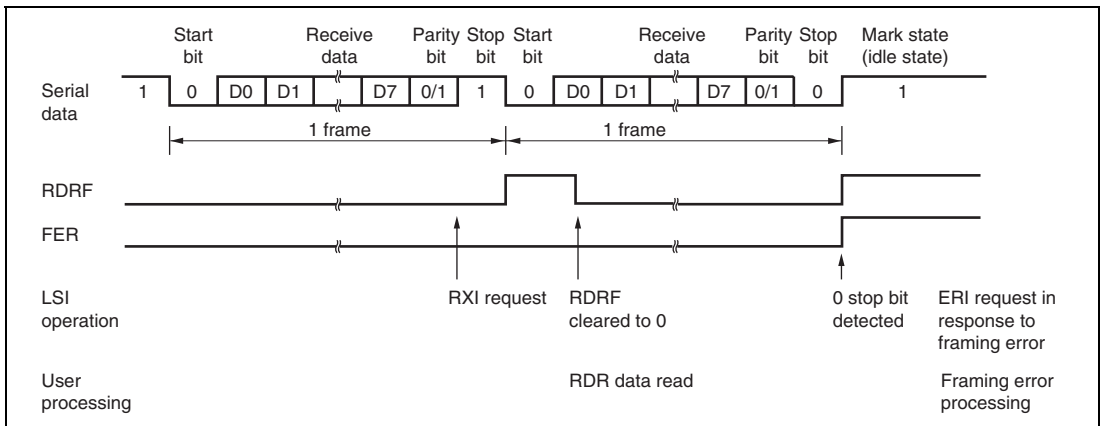 Start bit Receive data Parity bit Stop bit Start bit Receive data Parity bit Stop bit Mark state (idle state)
Serial data 1 0 D0 D1 D7 0/1 1 0 D0 D1 D7 0/1 0 1
1 frame 1 frame
RDRF
FER
LSI operation RXI request RDRF cleared to 0 0 stop bit detected ERI request in response to framing error
User processing RDR data read Framing error processing